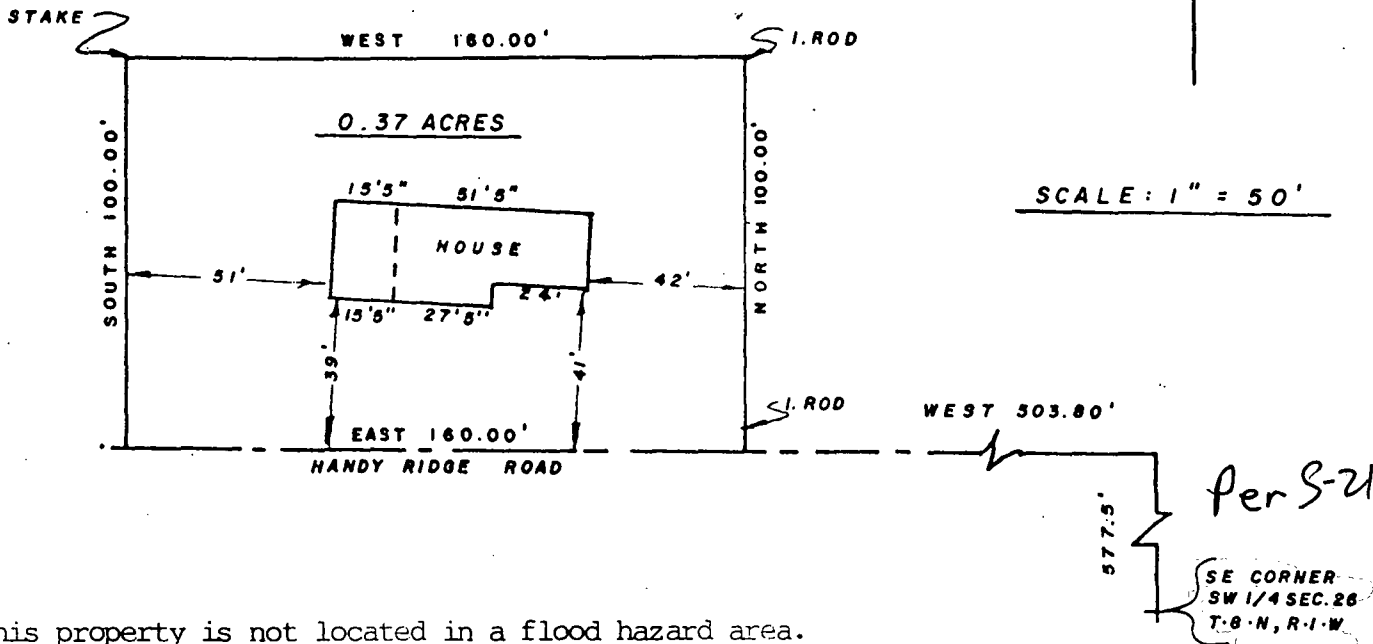 STAKE
WEST 160.00'
I. ROD
0.37 ACRES
SOUTH 100.00'
NORTH 100.00'
SCALE: 1" = 50'
15'5" 51'5"
HOUSE
51'
42'
24'
15'5" 27'5"
39'
41'
I. ROD
EAST 160.00'
HANDY RIDGE ROAD
WEST 503.80'
577.5'
Per S-21
SE CORNER
SW 1/4 SEC. 26
T-8-N, R-1-W
his property is not located in a flood hazard area.